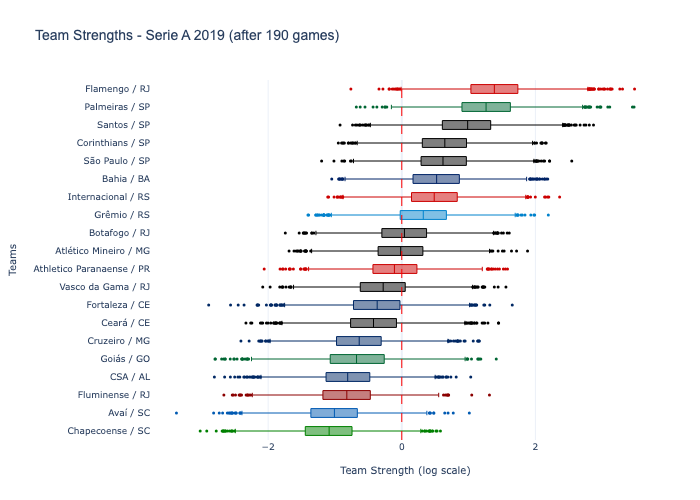 Team Strengths - Serie A 2019 (after 190 games)
Flamengo / RJ
Palmeiras / SP
Santos / SP
Corinthians / SP
São Paulo / SP
Bahia / BA
Internacional / RS
Grêmio / RS
Botafogo / RJ
Atlético Mineiro / MG
Athletico Paranaense / PR
Vasco da Gama / RJ
Fortaleza / CE
Ceará / CE
Cruzeiro / MG
Goiás / GO
CSA / AL
Fluminense / RJ
Avaí / SC
Chapecoense / SC
Teams
−2 0 2
Team Strength (log scale)